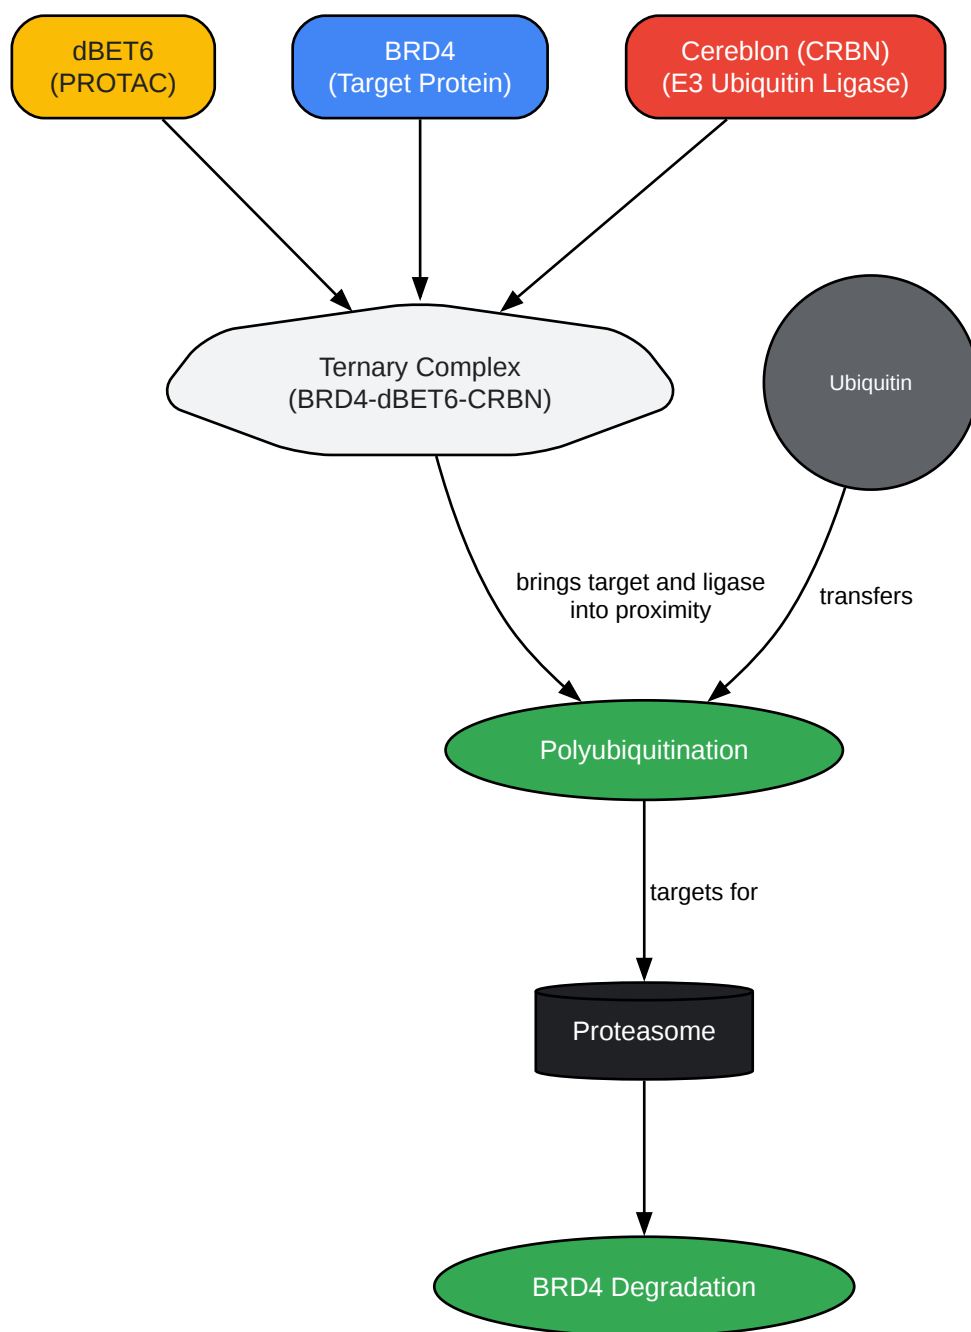 dBET6
(PROTAC)
BRD4
(Target Protein)
Cereblon (CRBN)
(E3 Ubiquitin Ligase)
Ternary Complex
(BRD4-dBET6-CRBN)
Ubiquitin
brings target and ligase
into proximity
transfers
Polyubiquitination
targets for
Proteasome
BRD4 Degradation